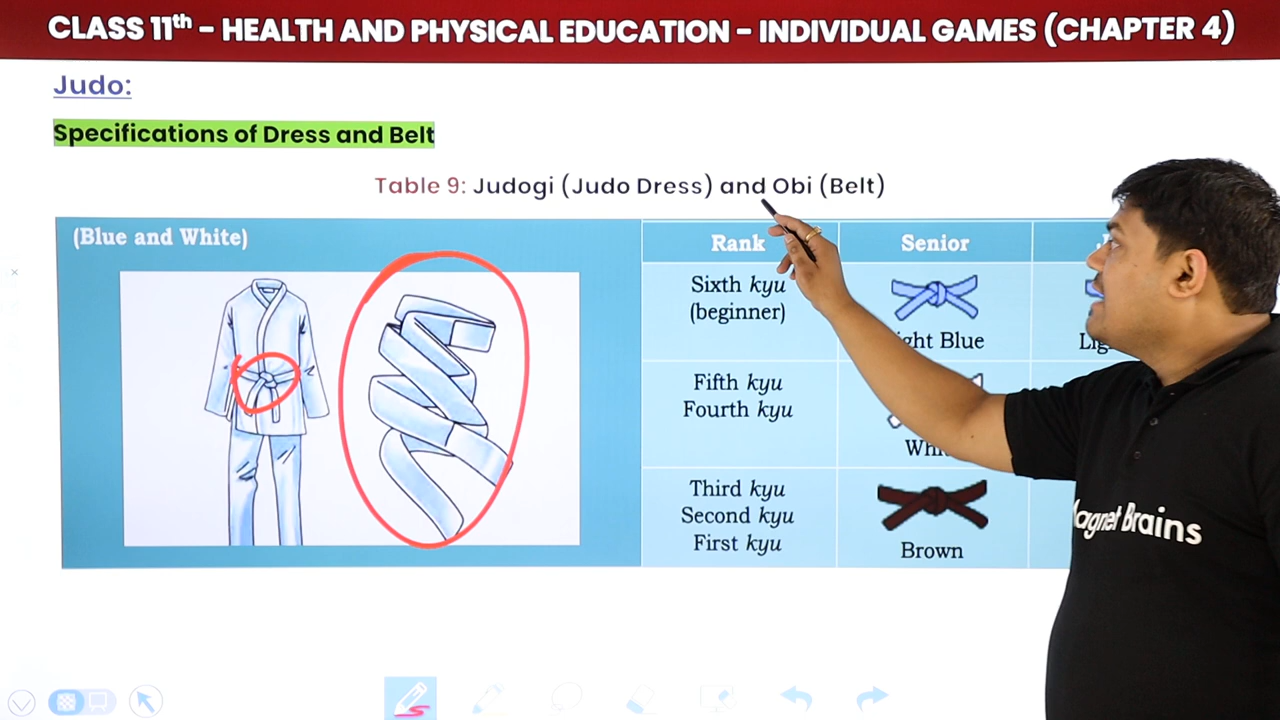 CLASS 11th - HEALTH AND PHYSICAL EDUCATION - INDIVIDUAL GAMES (CHAPTER 4)
Judo:
Specifications of Dress and Belt
Table 9: Judogi (Judo Dress) and Obi (Belt)
(Blue and White)
Rank
Senior
Sixth kyu
(beginner)
Blue
Fifth kyu
Fourth kyu
Third kyu
Second kyu
First kyu
Brown
Magnet Brains